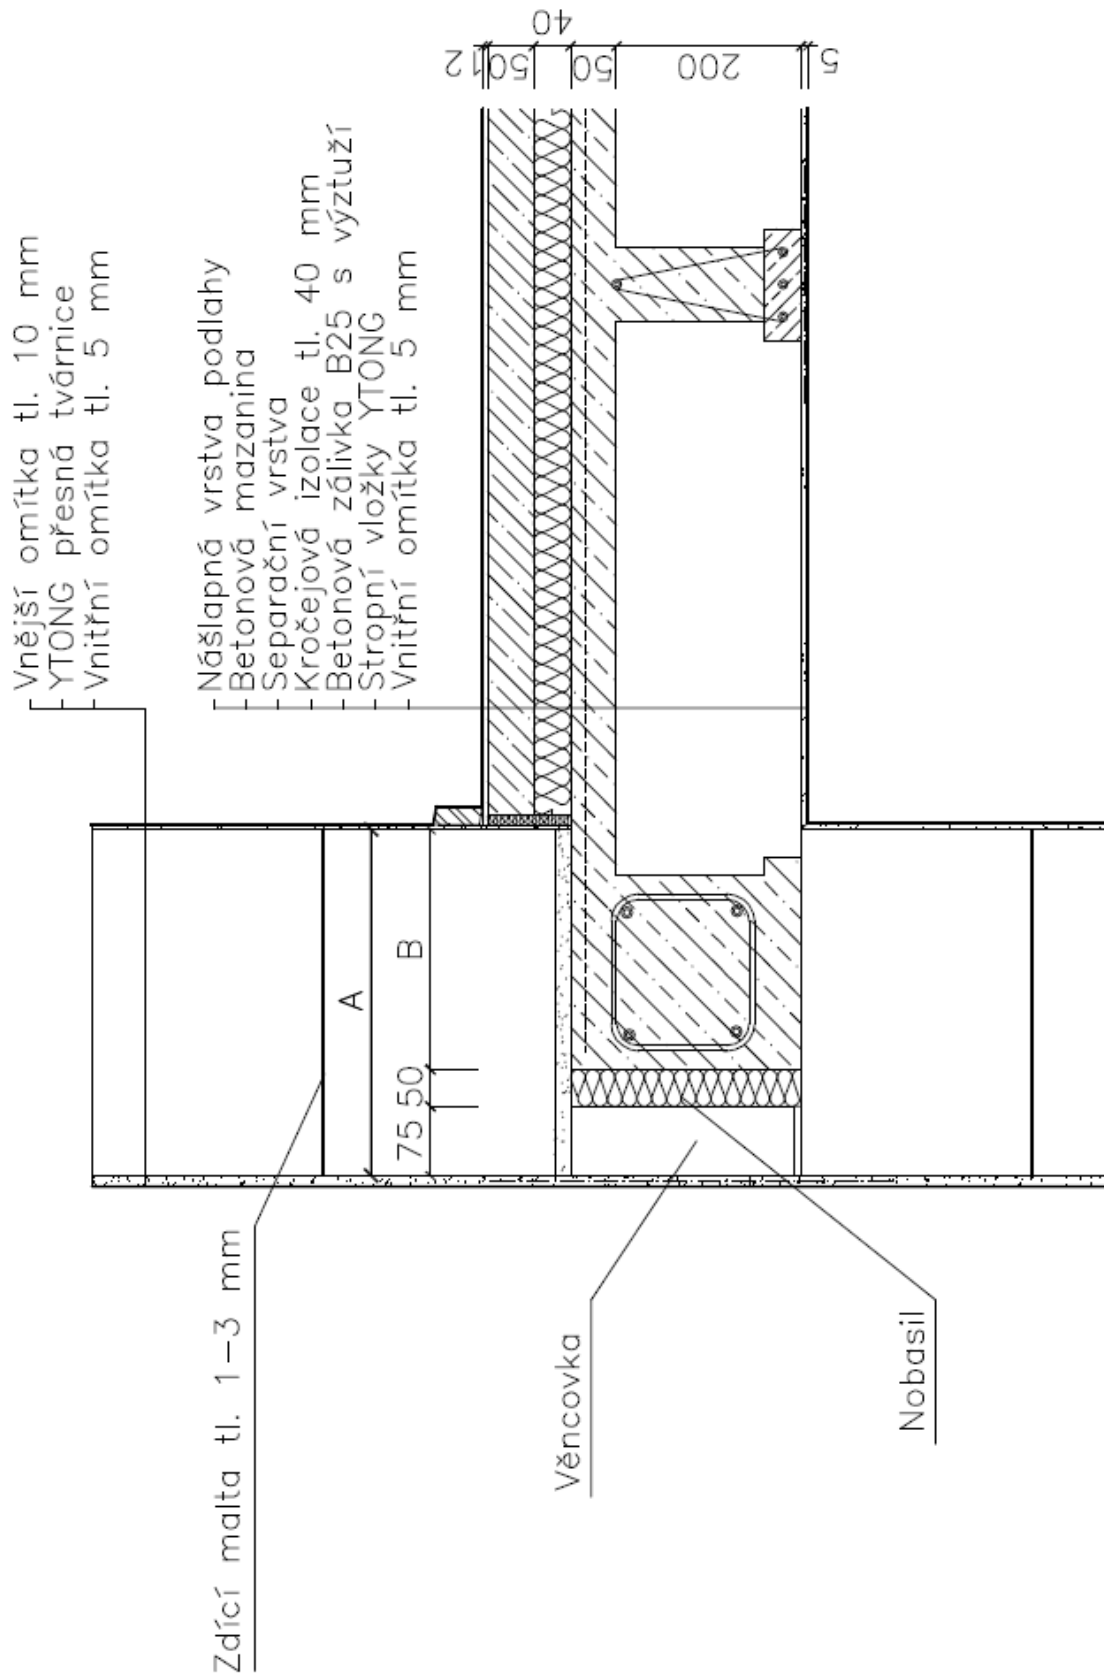 Vnější omítka tl. 10 mm
YTONG přesná tvárnice
Vnitřní omítka tl. 5 mm
Nášlapná vrstva podlahy
Betonová mazanina
Separační vrstva
Kročejová izolace tl. 40 mm
Betonová zálivka B25 s výztuží
Stropní vložky YTONG
Vnitřní omítka tl. 5 mm
Zdící malta tl. 1-3 mm
A
75
50
B
Věncovka
Nobasil
12
50
40
50
200
5